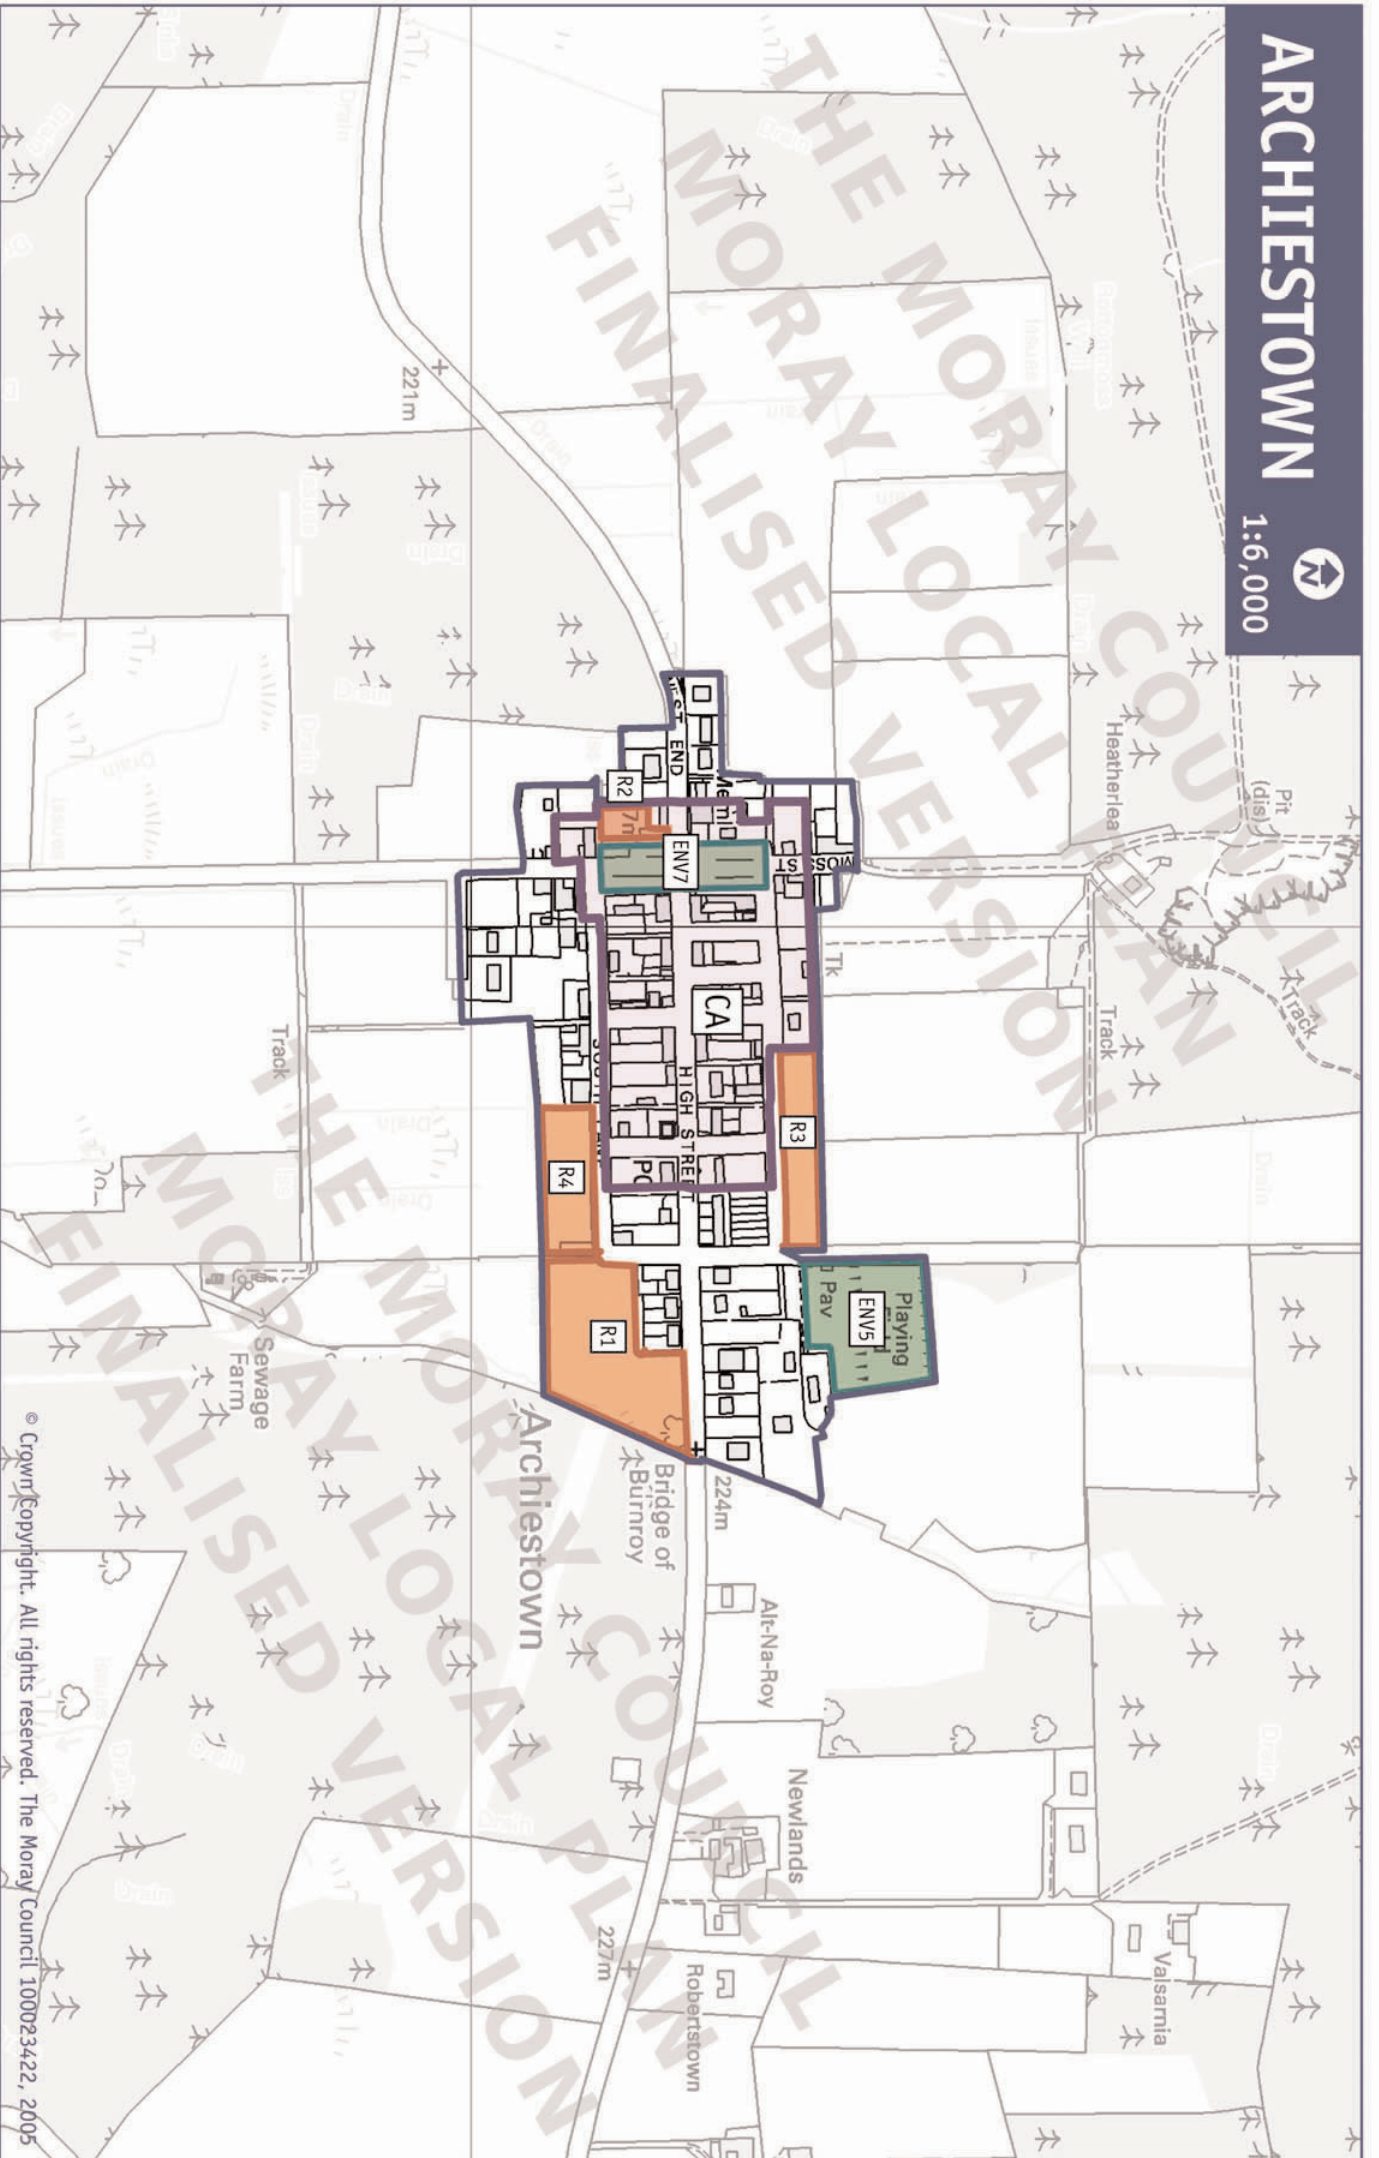 ARCHIESTOWN
1:6,000
N
THE MORAY COUNCIL
MORAY LOCAL PLAN
FINALISED VERSION
Pit
(dis)
Heatherlea
Track
Track
Tk
Drain
Drain
Drain
Drain
Drain
221m
WEST END
MOSS ST
R2
ENV7
CA
HIGH STREET
PO
R3
R4
R1
Playing
ENV5
Pav
224m
Bridge of
Burnroy
Archiestown
Alt-Na-Roy
Newlands
Valsarnia
Robertstown
227m
Track
Sewage
Farm
THE MORAY COUNCIL
MORAY LOCAL PLAN
FINALISED VERSION
© Crown Copyright. All rights reserved. The Moray Council 100023422, 2005